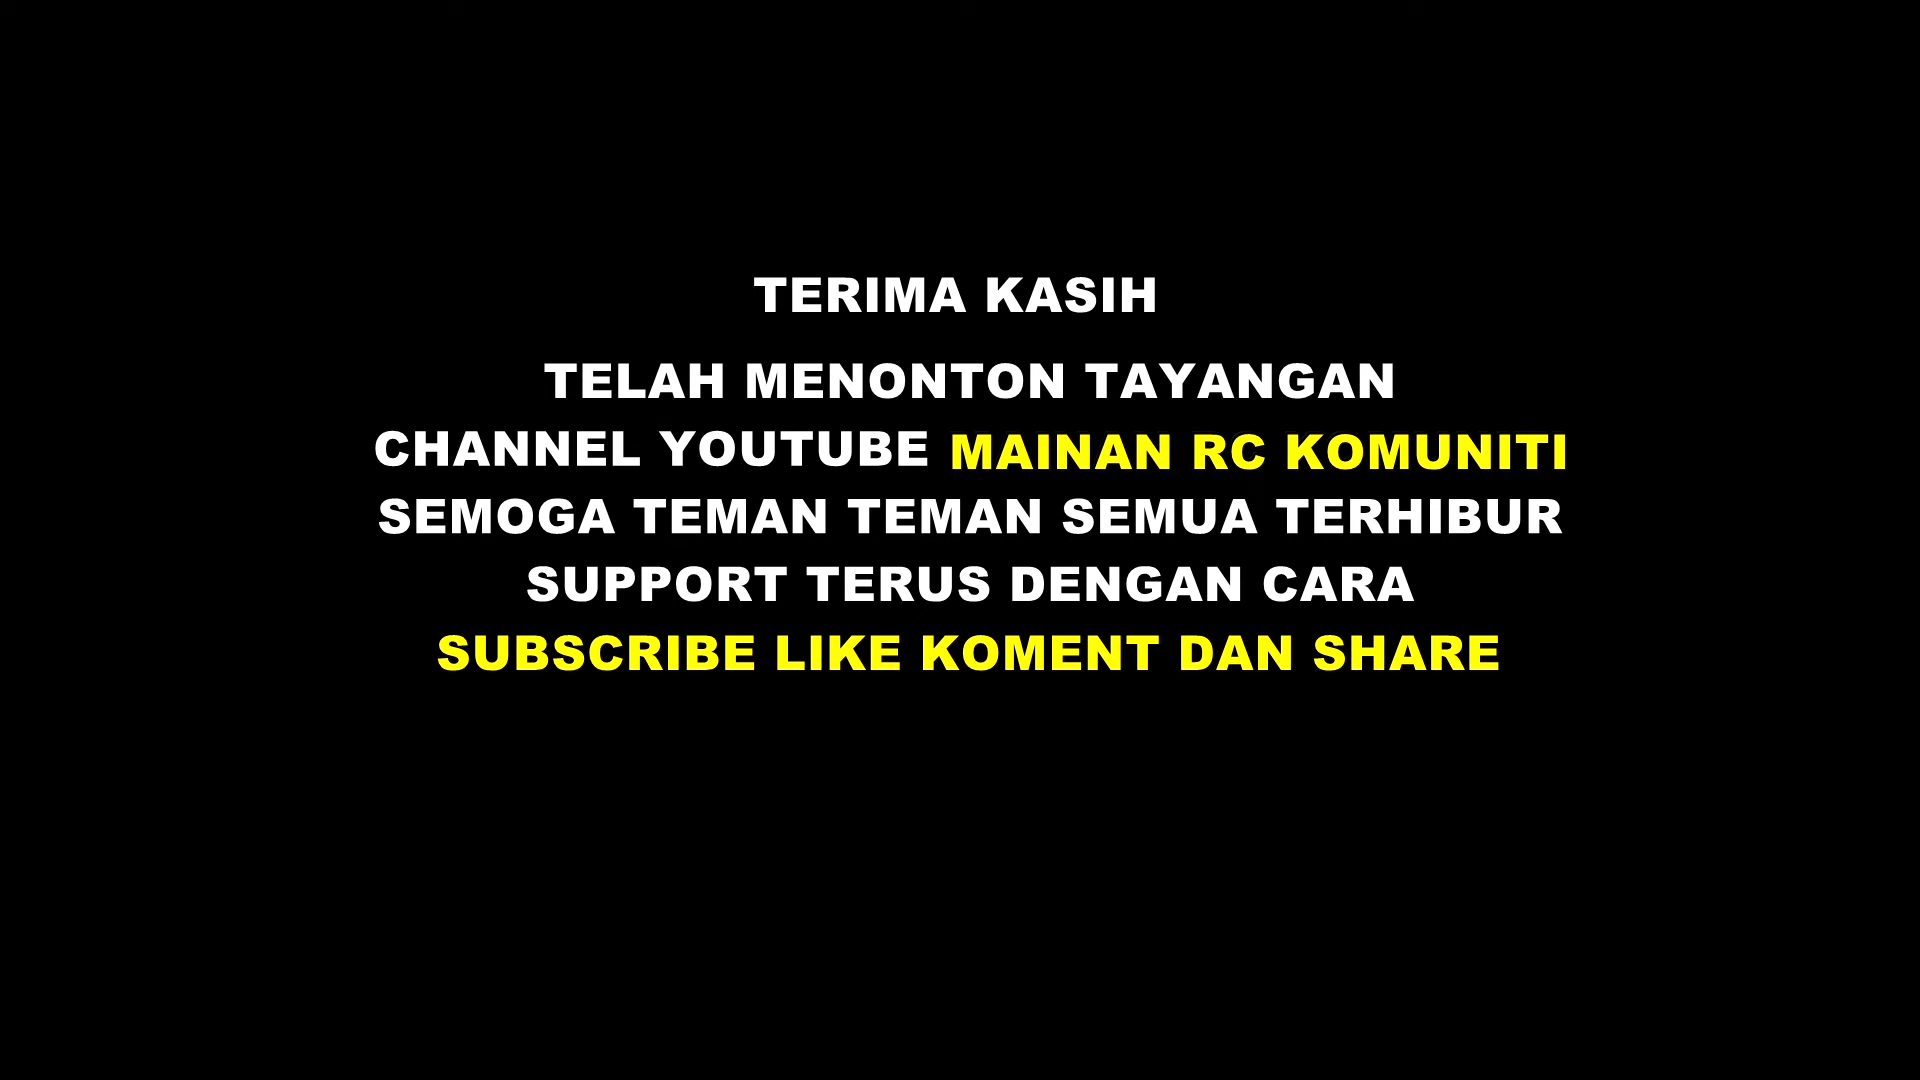 TERIMA KASIH
TELAH MENONTON TAYANGAN
CHANNEL YOUTUBE MAINAN RC KOMUNITI
SEMOGA TEMAN TEMAN SEMUA TERHIBUR
SUPPORT TERUS DENGAN CARA
SUBSCRIBE LIKE KOMENT DAN SHARE